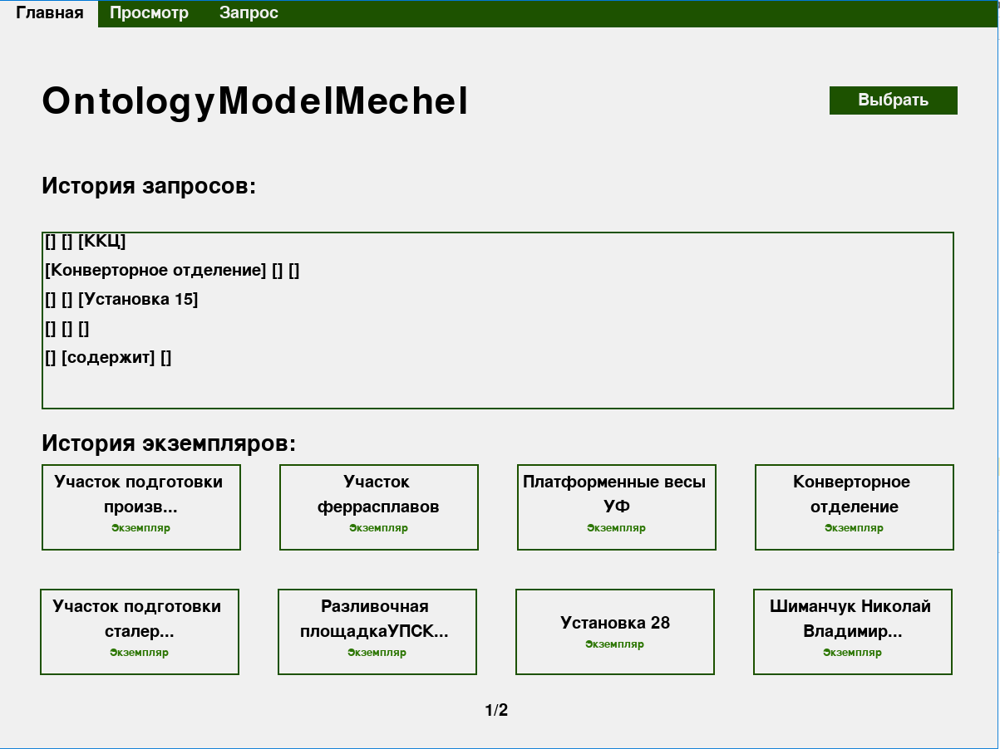 Главная Просмотр Запрос
OntologyModelMechel
Выбрать
История запросов:
[] [] [ККЦ]
[Конверторное отделение] [] []
[] [] [Установка 15]
[] [] []
[] [содержит] []
История экземпляров:
Участок подготовки
произв...
Экземпляр
Участок
феррасплавов
Экземпляр
Платформенные весы
УФ
Экземпляр
Конверторное
отделение
Экземпляр
Участок подготовки
сталер...
Экземпляр
Разливочная
площадкаУПСК...
Экземпляр
Установка 28
Экземпляр
Шиманчук Николай
Владимир...
Экземпляр
1/2